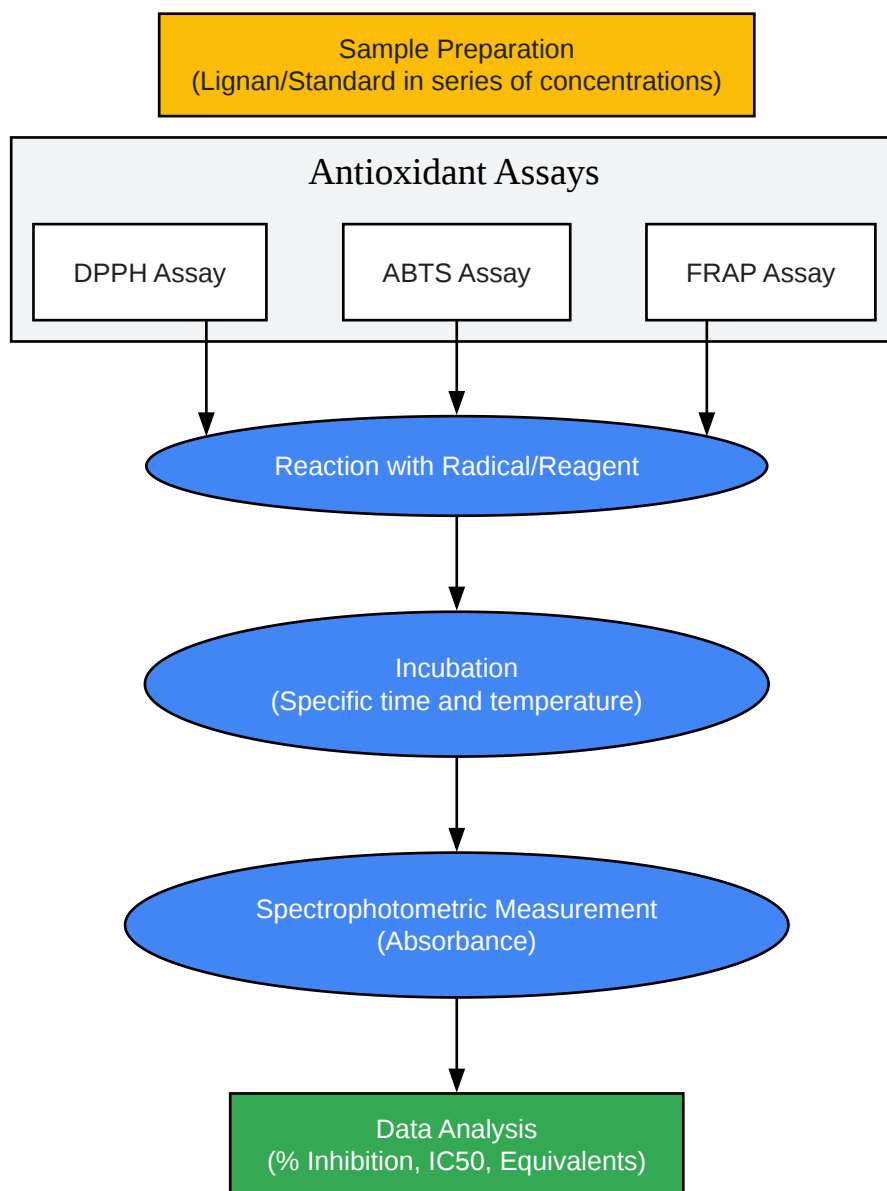 Sample Preparation
(Lignan/Standard in series of concentrations)
Antioxidant Assays
DPPH Assay
ABTS Assay
FRAP Assay
Reaction with Radical/Reagent
Incubation
(Specific time and temperature)
Spectrophotometric Measurement
(Absorbance)
Data Analysis
(% Inhibition, IC50, Equivalents)